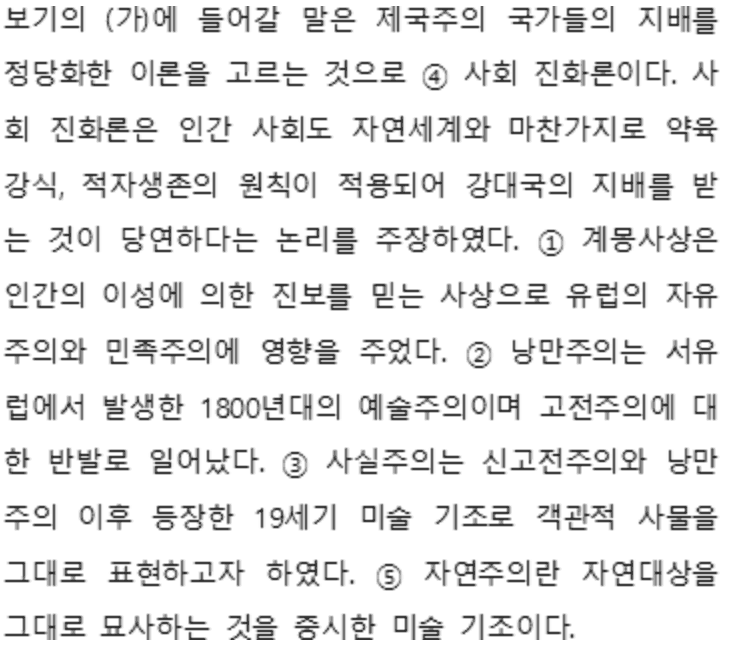 보기의 (가)에 들어갈 말은 제국주의 국가들의 지배를
정당화한 이론을 고르는 것으로 ④ 사회 진화론이다. 사
회 진화론은 인간 사회도 자연세계와 마찬가지로 약육
강식, 적자생존의 원칙이 적용되어 강대국의 지배를 받
는 것이 당연하다는 논리를 주장하였다. ① 계몽사상은
인간의 이성에 의한 진보를 믿는 사상으로 유럽의 자유
주의와 민족주의에 영향을 주었다. ② 낭만주의는 서유
럽에서 발생한 1800년대의 예술주의이며 고전주의에 대
한 반발로 일어났다. ③ 사실주의는 신고전주의와 낭만
주의 이후 등장한 19세기 미술 기조로 객관적 사물을
그대로 표현하고자 하였다. ⑤ 자연주의란 자연대상을
그대로 묘사하는 것을 중시한 미술 기조이다.